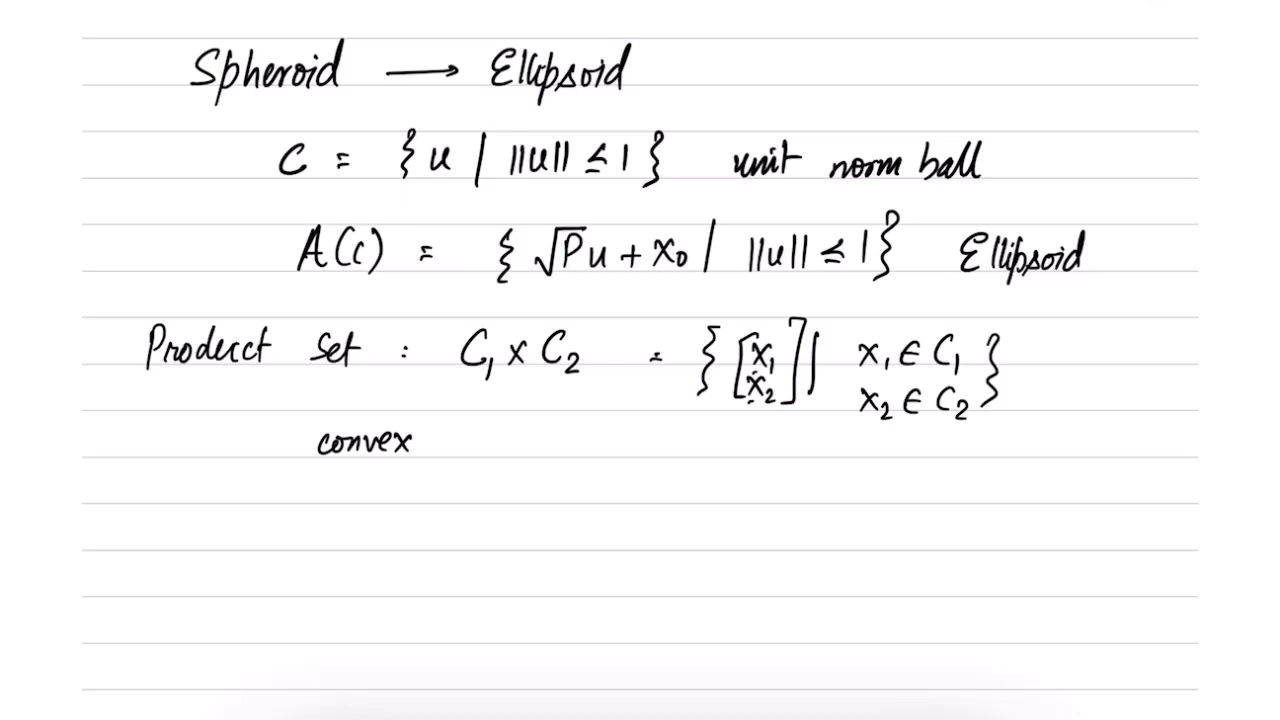 Spheroid ⟶ Ellipsoid
C = { u | ||u|| ≤ 1 } unit norm ball
A(C) = { √P u + x₀ | ||u|| ≤ 1 } Ellipsoid
Product Set : C₁ × C₂ = { [x₁ x₂] | x₁ ∈ C₁
x₂ ∈ C₂ }
convex